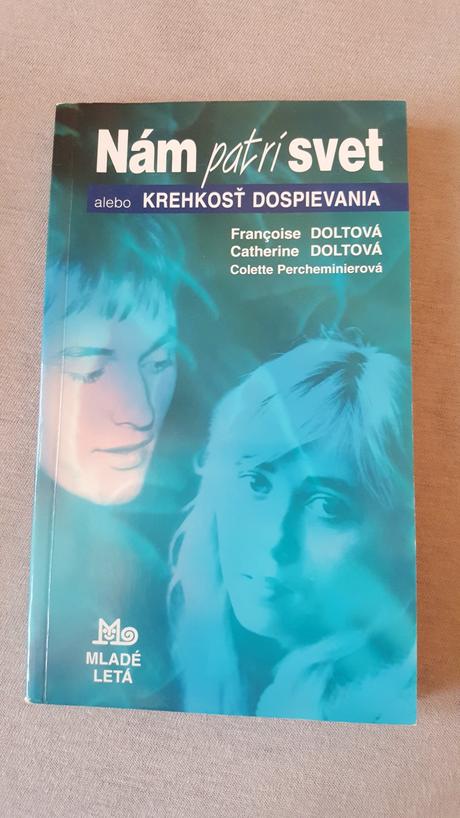 Nám patrí svet
alebo KREHKOSŤ DOSPIEVANIA
Françoise DOLTOVÁ
Catherine DOLTOVÁ
Colette Percheminierová
MLADÉ
LETÁ